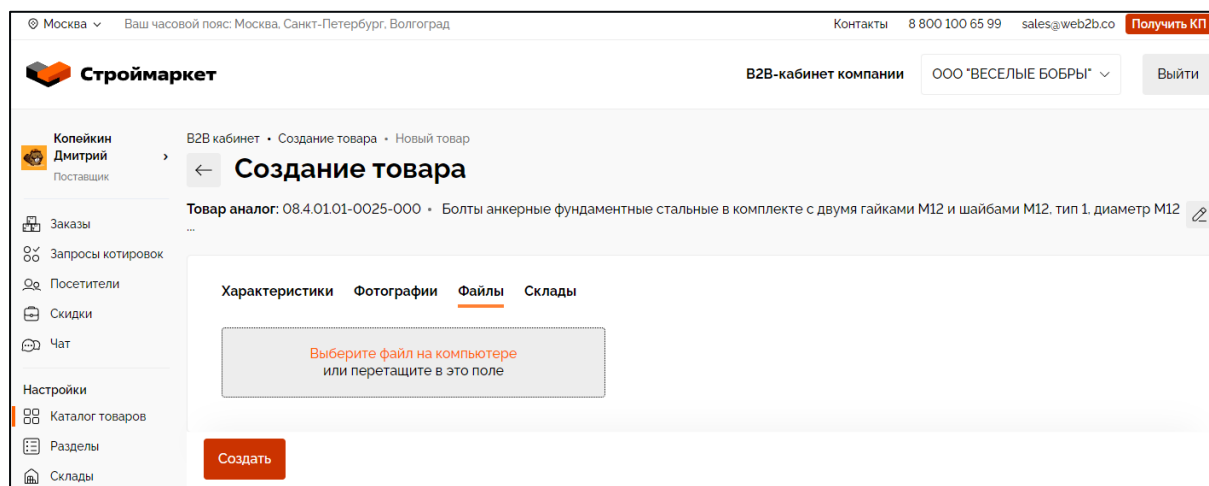 Москва
Ваш часовой пояс: Москва, Санкт-Петербург, Волгоград
Контакты
8 800 100 65 99
sales@web2b.co
Получить КП
Строймаркет
B2B-кабинет компании
ООО "ВЕСЕЛЫЕ БОБРЫ"
Выйти
Копейкин
Дмитрий
Поставщик
Заказы
Запросы котировок
Посетители
Скидки
Чат
Настройки
Каталог товаров
Разделы
Склады
B2B кабинет • Создание товара • Новый товар
← Создание товара
Товар аналог: 08.4.01.01-0025-000 • Болты анкерные фундаментные стальные в комплекте с двумя гайками М12 и шайбами М12, тип 1, диаметр М12
...
Характеристики Фотографии Файлы Склады
Выберите файл на компьютере
или перетащите в это поле
Создать